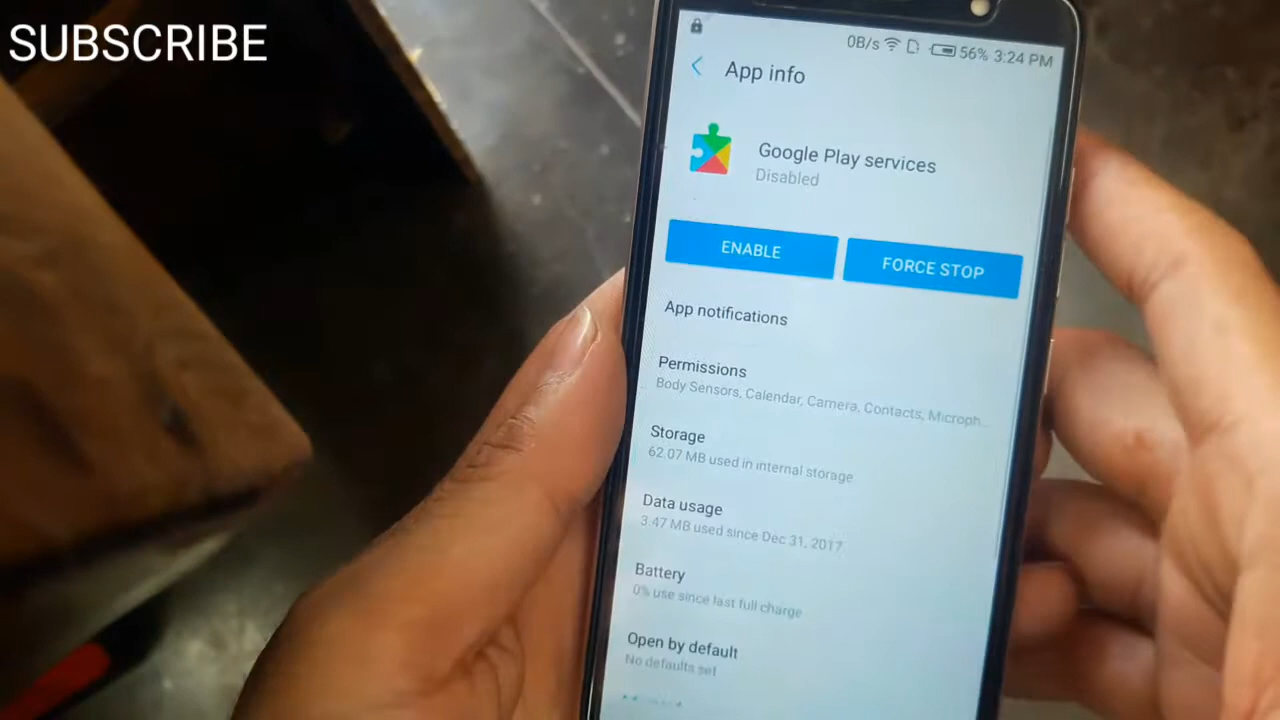 SUBSCRIBE
0B/s 56% 3:24 PM
App info
Google Play services
Disabled
ENABLE
FORCE STOP
App notifications
Permissions
Body Sensors, Calendar, Camera, Contacts, Microph...
Storage
62.07 MB used in internal storage
Data usage
3.47 MB used since Dec 31, 2017
Battery
0% use since last full charge
Open by default
No defaults set